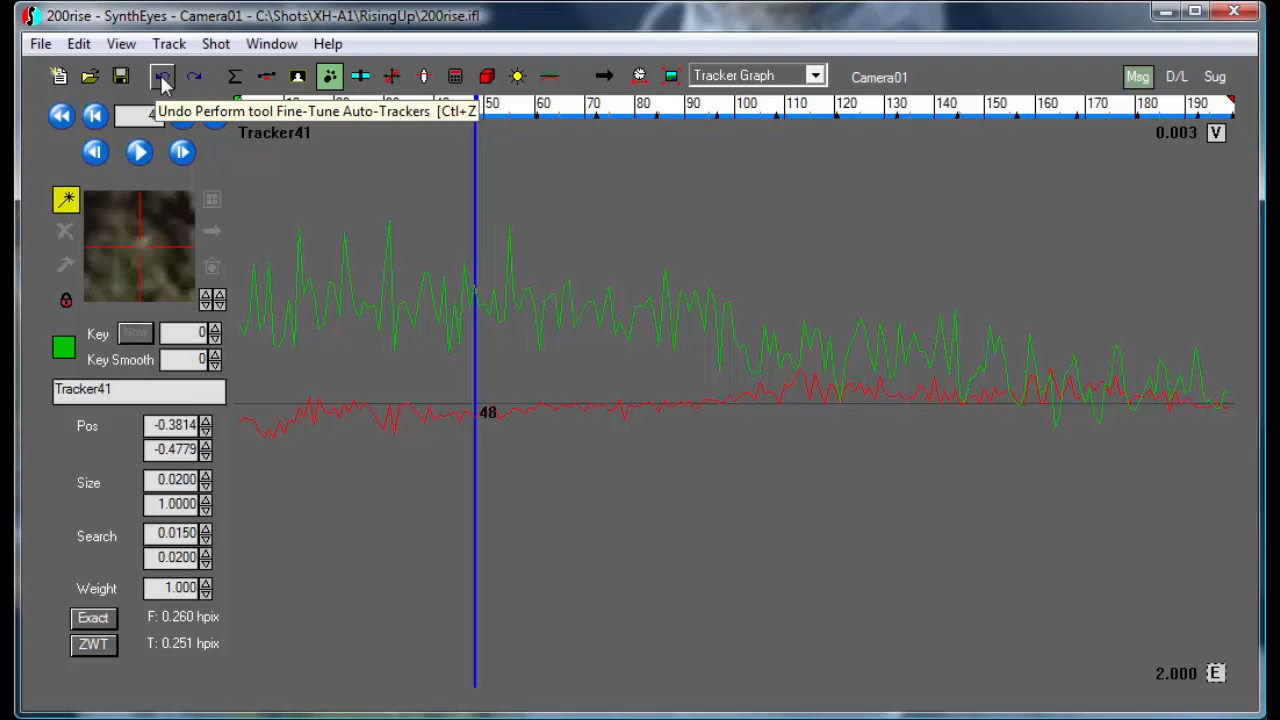 200rise - SynthEyes - Camera01 - C:\Shots\XH-A1\RisingUp\200rise.ifl
File Edit View Track Shot Window Help
Tracker Graph Camera01 Msg D/L Sug
Undo Perform tool Fine-Tune Auto-Trackers [Ctl+Z
50 60 70 80 90 100 110 120 130 140 150 160 170 180 190
Tracker41 0.003 V
Key Now 0
Key Smooth 0
48
Tracker41
Pos -0.3814
-0.4779
Size 0.0200
1.0000
Search 0.0150
0.0200
Weight 1.000
Exact F: 0.260 hpix
ZWT T: 0.251 hpix
2.000 E